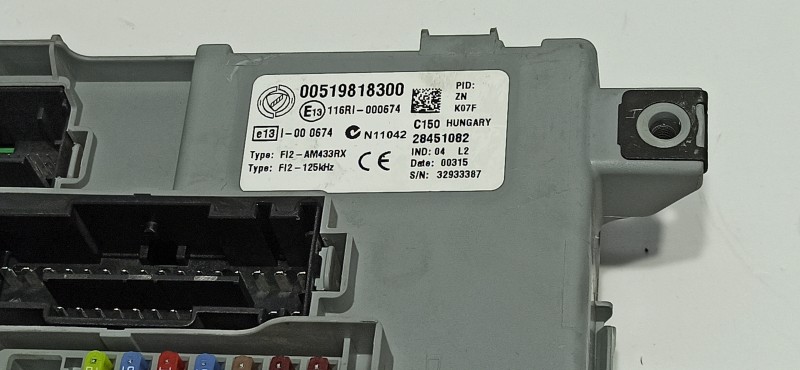 00519818300
E13 116RI-000674
e13 I-00 0674
N11042
Type: FI2-AM433RX
Type: FI2-125kHz
CE
PID:
ZN
K07F
C150 HUNGARY
28451082
IND: 04 L2
Date: 00315
S/N: 32933387